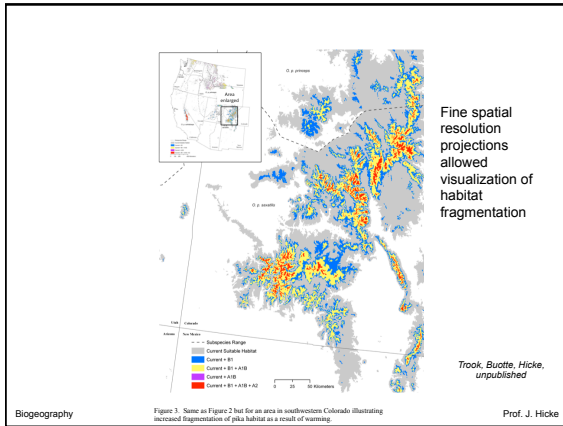 Area
enlarged
O. p. princeps
O. p. saxatilis
Utah
Colorado
Arizona
New Mexico
Subspecies Range
Current Suitable Habitat
Current + B1
Current + B1 + A1B
Current + A1B
Current + B1 + A1B + A2
0 25 50 Kilometers
Fine spatial
resolution
projections
allowed
visualization of
habitat
fragmentation
Trook, Buotte, Hicke,
unpublished
Biogeography
Figure 3. Same as Figure 2 but for an area in southwestern Colorado illustrating
increased fragmentation of pika habitat as a result of warming.
Prof. J. Hicke